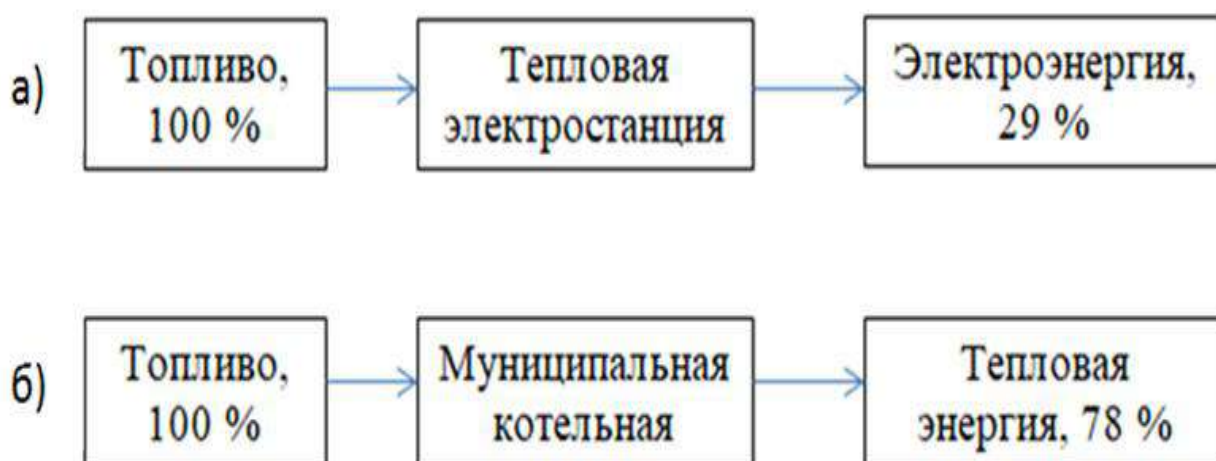 а)
Топливо,
100 %
Тепловая
электростанция
Электроэнергия,
29 %
б)
Топливо,
100 %
Муниципальная
котельная
Тепловая
энергия, 78 %